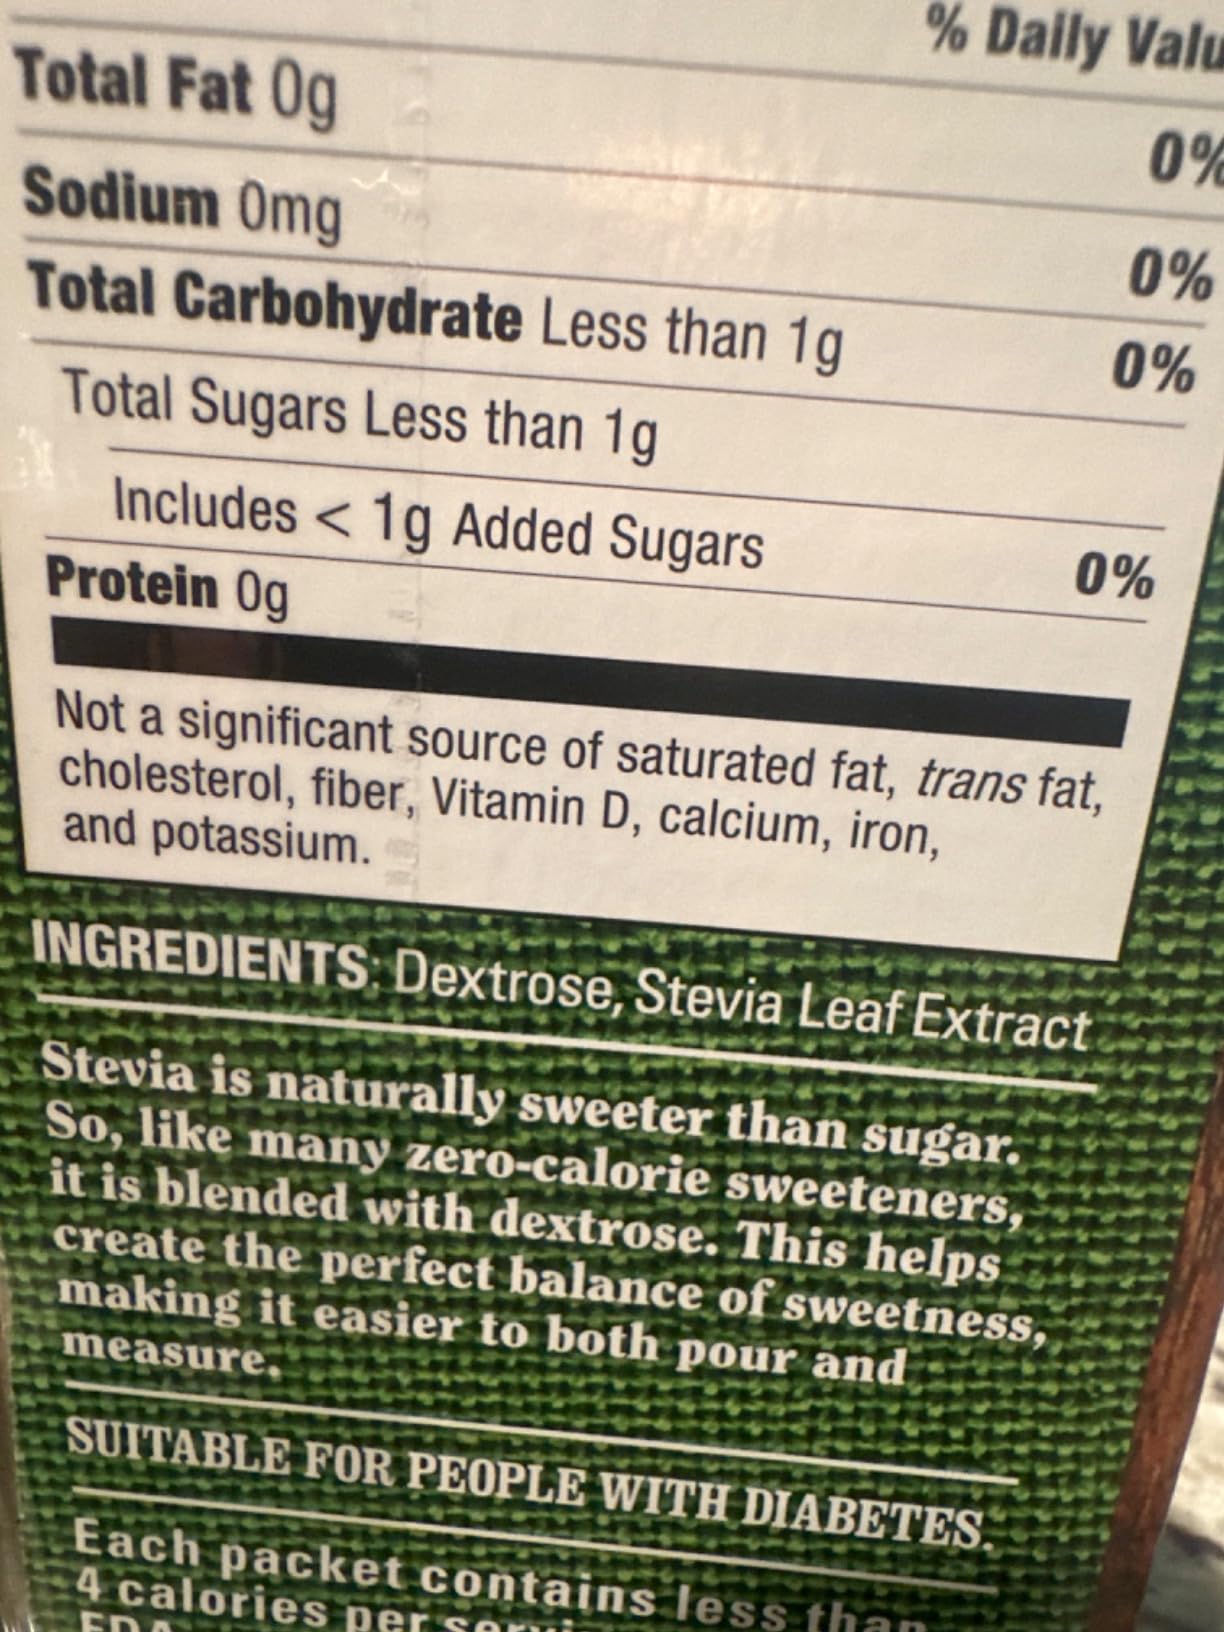 % Daily Valu
Total Fat 0g 0%
Sodium 0mg 0%
Total Carbohydrate Less than 1g 0%
Total Sugars Less than 1g
Includes < 1g Added Sugars 0%
Protein 0g
Not a significant source of saturated fat, trans fat,
cholesterol, fiber, Vitamin D, calcium, iron,
and potassium.
INGREDIENTS: Dextrose, Stevia Leaf Extract
Stevia is naturally sweeter than sugar.
So, like many zero-calorie sweeteners,
it is blended with dextrose. This helps
create the perfect balance of sweetness,
making it easier to both pour and
measure.
SUITABLE FOR PEOPLE WITH DIABETES.
Each packet contains less than
4 calories per